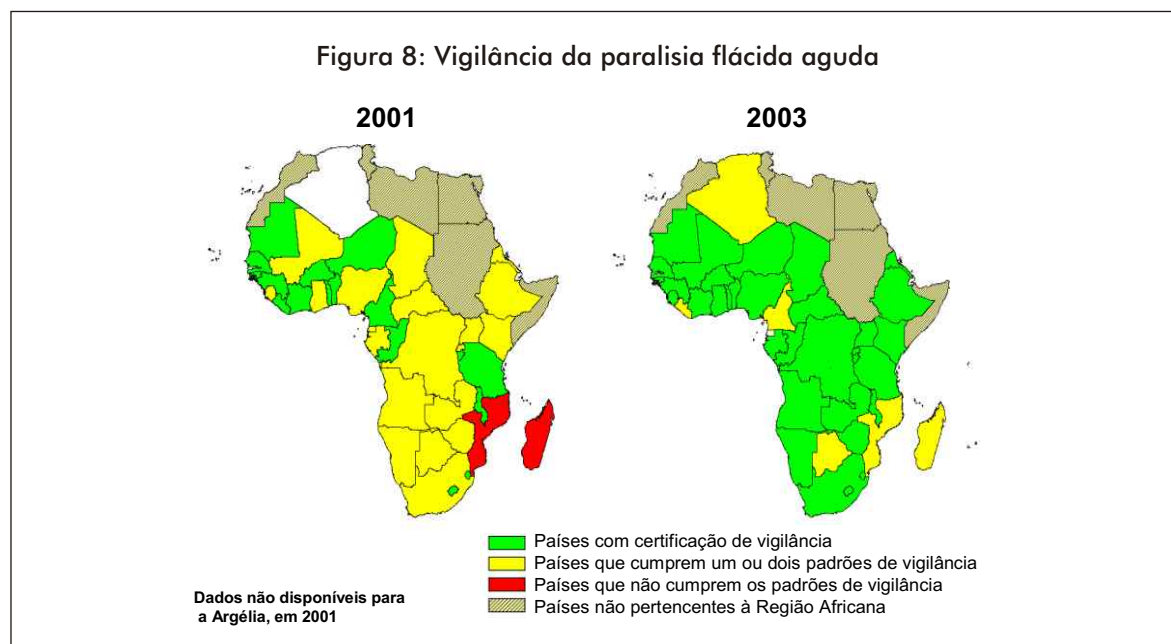 Figura 8: Vigilância da paralisia flácida aguda
2001
2003
Países com certificação de vigilância
Países que cumprem um ou dois padrões de vigilância
Países que não cumprem os padrões de vigilância
Países não pertencentes à Região Africana
Dados não disponíveis para
a Argélia, em 2001